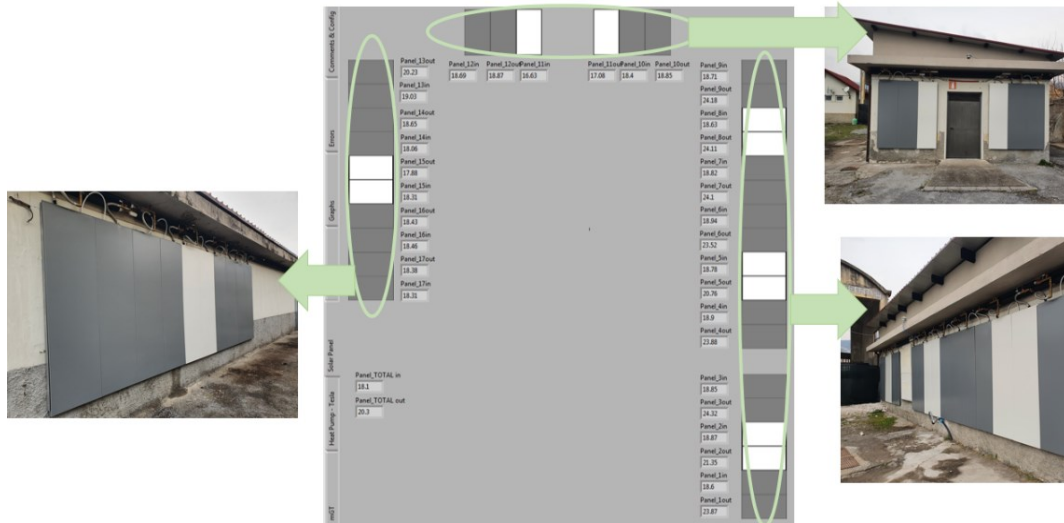 Comments & Config
Errors
Graphs
Solar Panel
Heat Pump - Tesla
mGT
Panel_12in Panel_12out Panel_11in Panel_11out Panel_10in Panel_10out
18.69 18.87 16.63 17.08 18.4 18.85
Panel_13out
20.23
Panel_13in
19.03
Panel_14out
18.65
Panel_14in
18.06
Panel_15out
17.88
Panel_15in
18.31
Panel_16out
18.43
Panel_16in
18.46
Panel_17out
18.38
Panel_17in
18.31
Panel_TOTAL in
18.1
Panel_TOTAL out
20.3
Panel_9in
18.71
Panel_9out
24.18
Panel_8in
18.63
Panel_8out
24.11
Panel_7in
18.82
Panel_7out
24.1
Panel_6in
18.94
Panel_6out
23.52
Panel_5in
18.78
Panel_5out
20.76
Panel_4in
18.9
Panel_4out
23.88
Panel_3in
18.85
Panel_3out
24.32
Panel_2in
18.87
Panel_2out
21.35
Panel_1in
18.6
Panel_1out
23.87